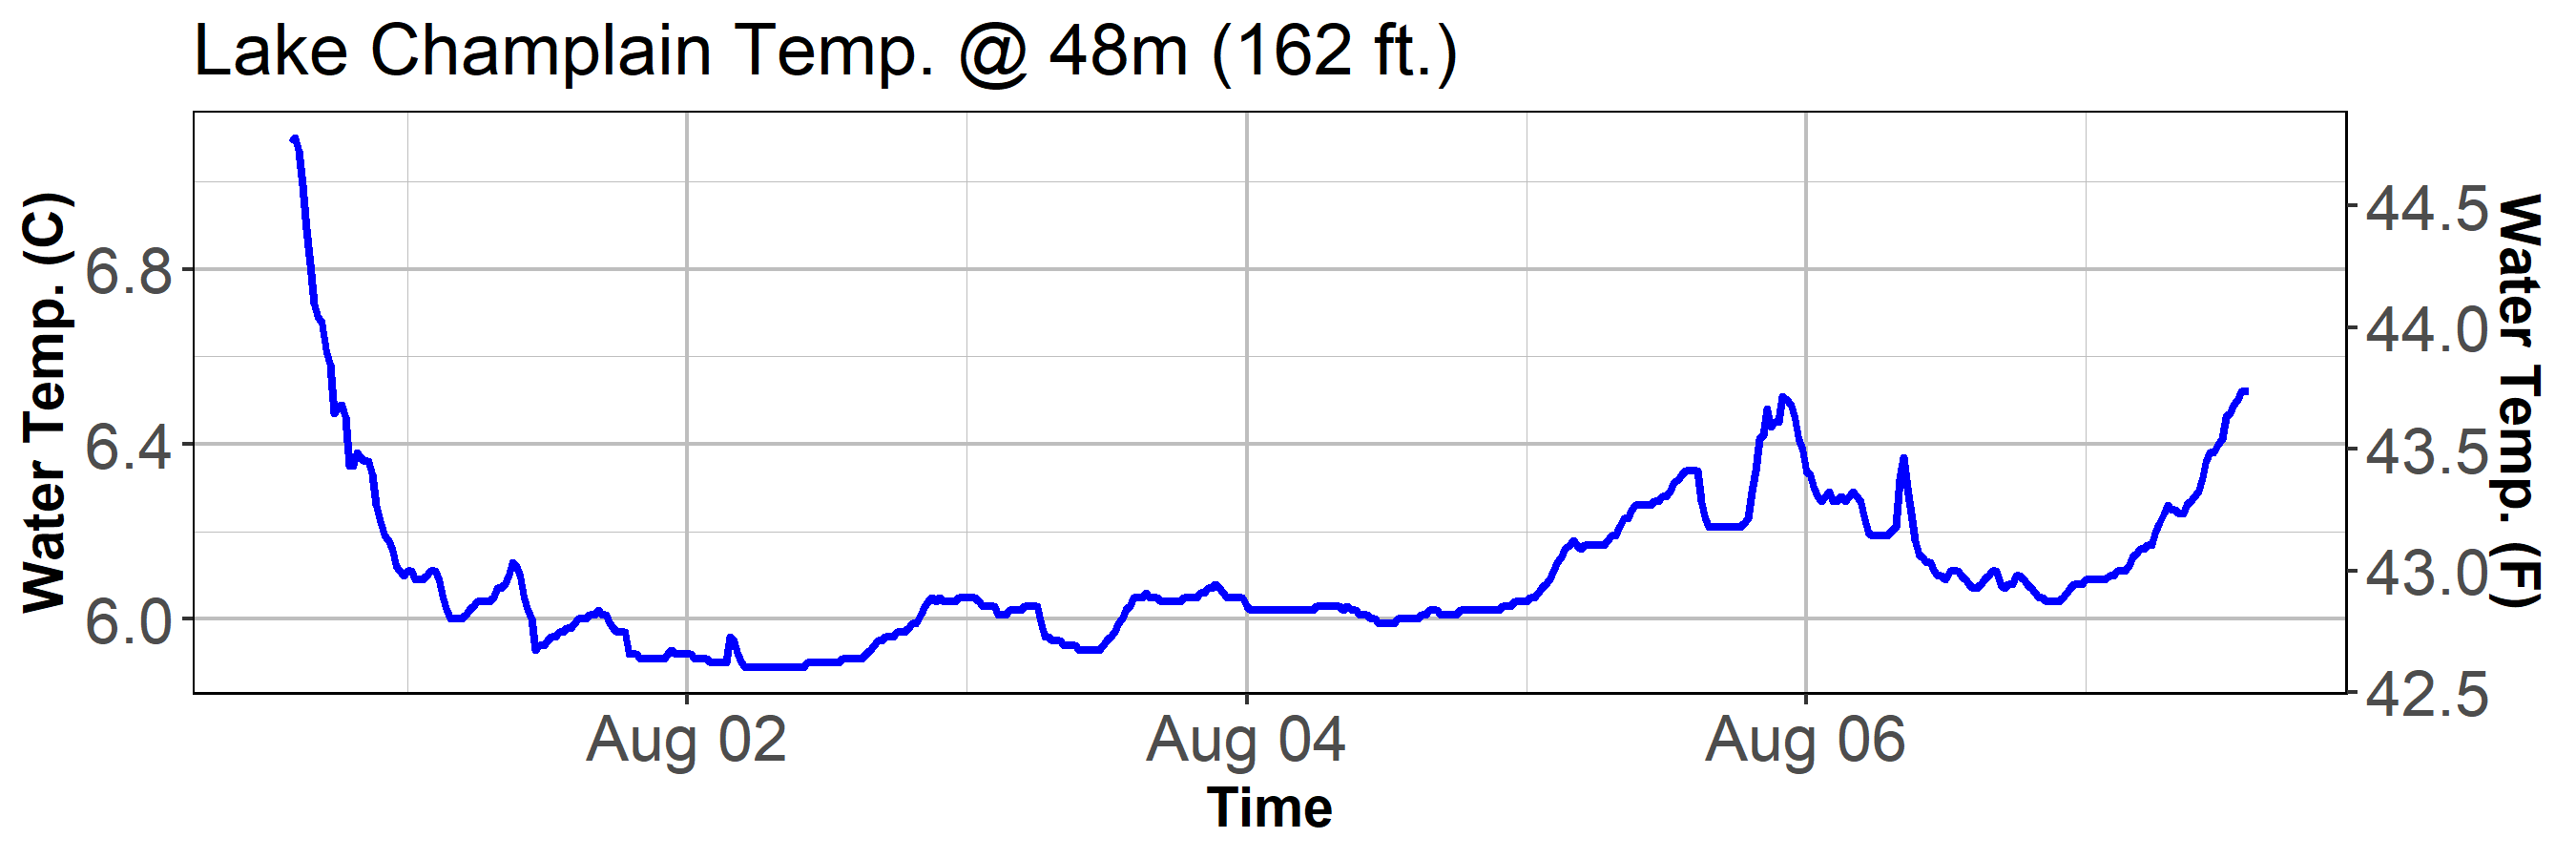 Lake Champlain Temp. @ 48m (162 ft.)
Water Temp. (C)
6.8
6.4
6.0
44.5
44.0
43.5
43.0
42.5
Water Temp. (F)
Aug 02
Aug 04
Aug 06
Time